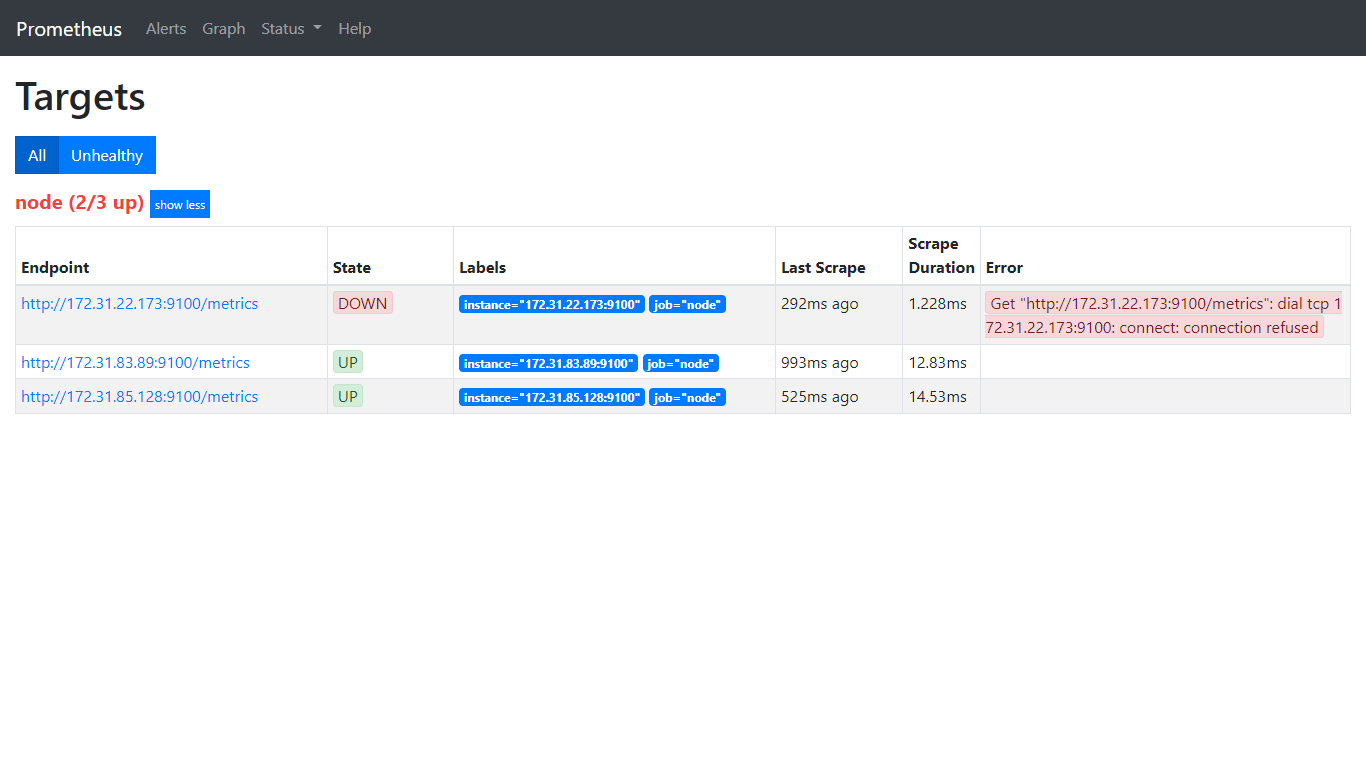 Prometheus Alerts Graph Status Help
Targets
All Unhealthy
node (2/3 up) show less
Endpoint State Labels Last Scrape Scrape Duration Error
http://172.31.22.173:9100/metrics DOWN instance="172.31.22.173:9100" job="node" 292ms ago 1.228ms Get "http://172.31.22.173:9100/metrics": dial tcp 1
72.31.22.173:9100: connect: connection refused
http://172.31.83.89:9100/metrics UP instance="172.31.83.89:9100" job="node" 993ms ago 12.83ms
http://172.31.85.128:9100/metrics UP instance="172.31.85.128:9100" job="node" 525ms ago 14.53ms